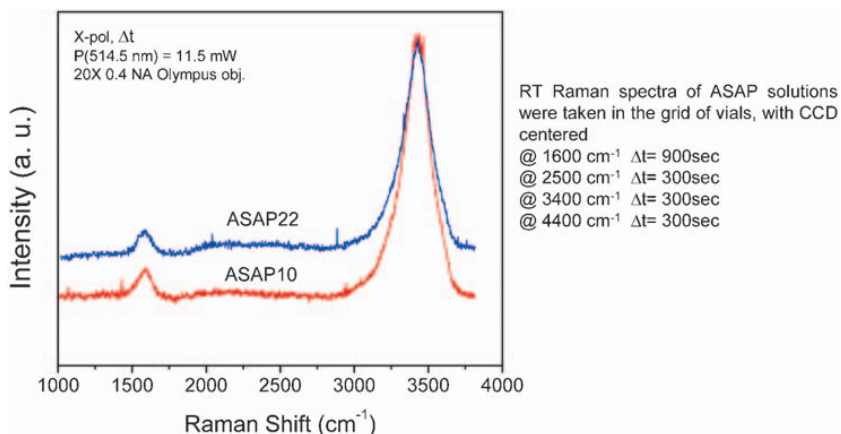 X-pol, Δt
P(514.5 nm) = 11.5 mW
20X 0.4 NA Olympus obj.
Intensity (a. u.)
ASAP22
ASAP10
1000 1500 2000 2500 3000 3500 4000
Raman Shift (cm⁻¹)
RT Raman spectra of ASAP solutions
were taken in the grid of vials, with CCD
centered
@ 1600 cm⁻¹ Δt= 900sec
@ 2500 cm⁻¹ Δt= 300sec
@ 3400 cm⁻¹ Δt= 300sec
@ 4400 cm⁻¹ Δt= 300sec